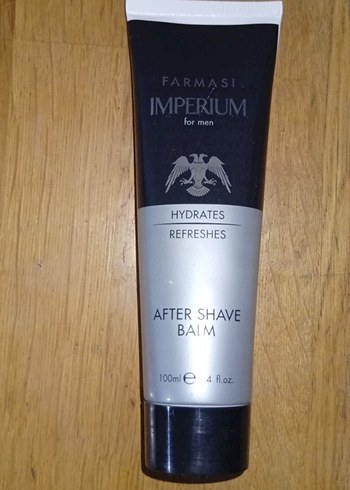 FARMASI
IMPERIUM
for men
HYDRATES
REFRESHES
AFTER SHAVE
BALM
100ml ℮ 4 fl.oz.